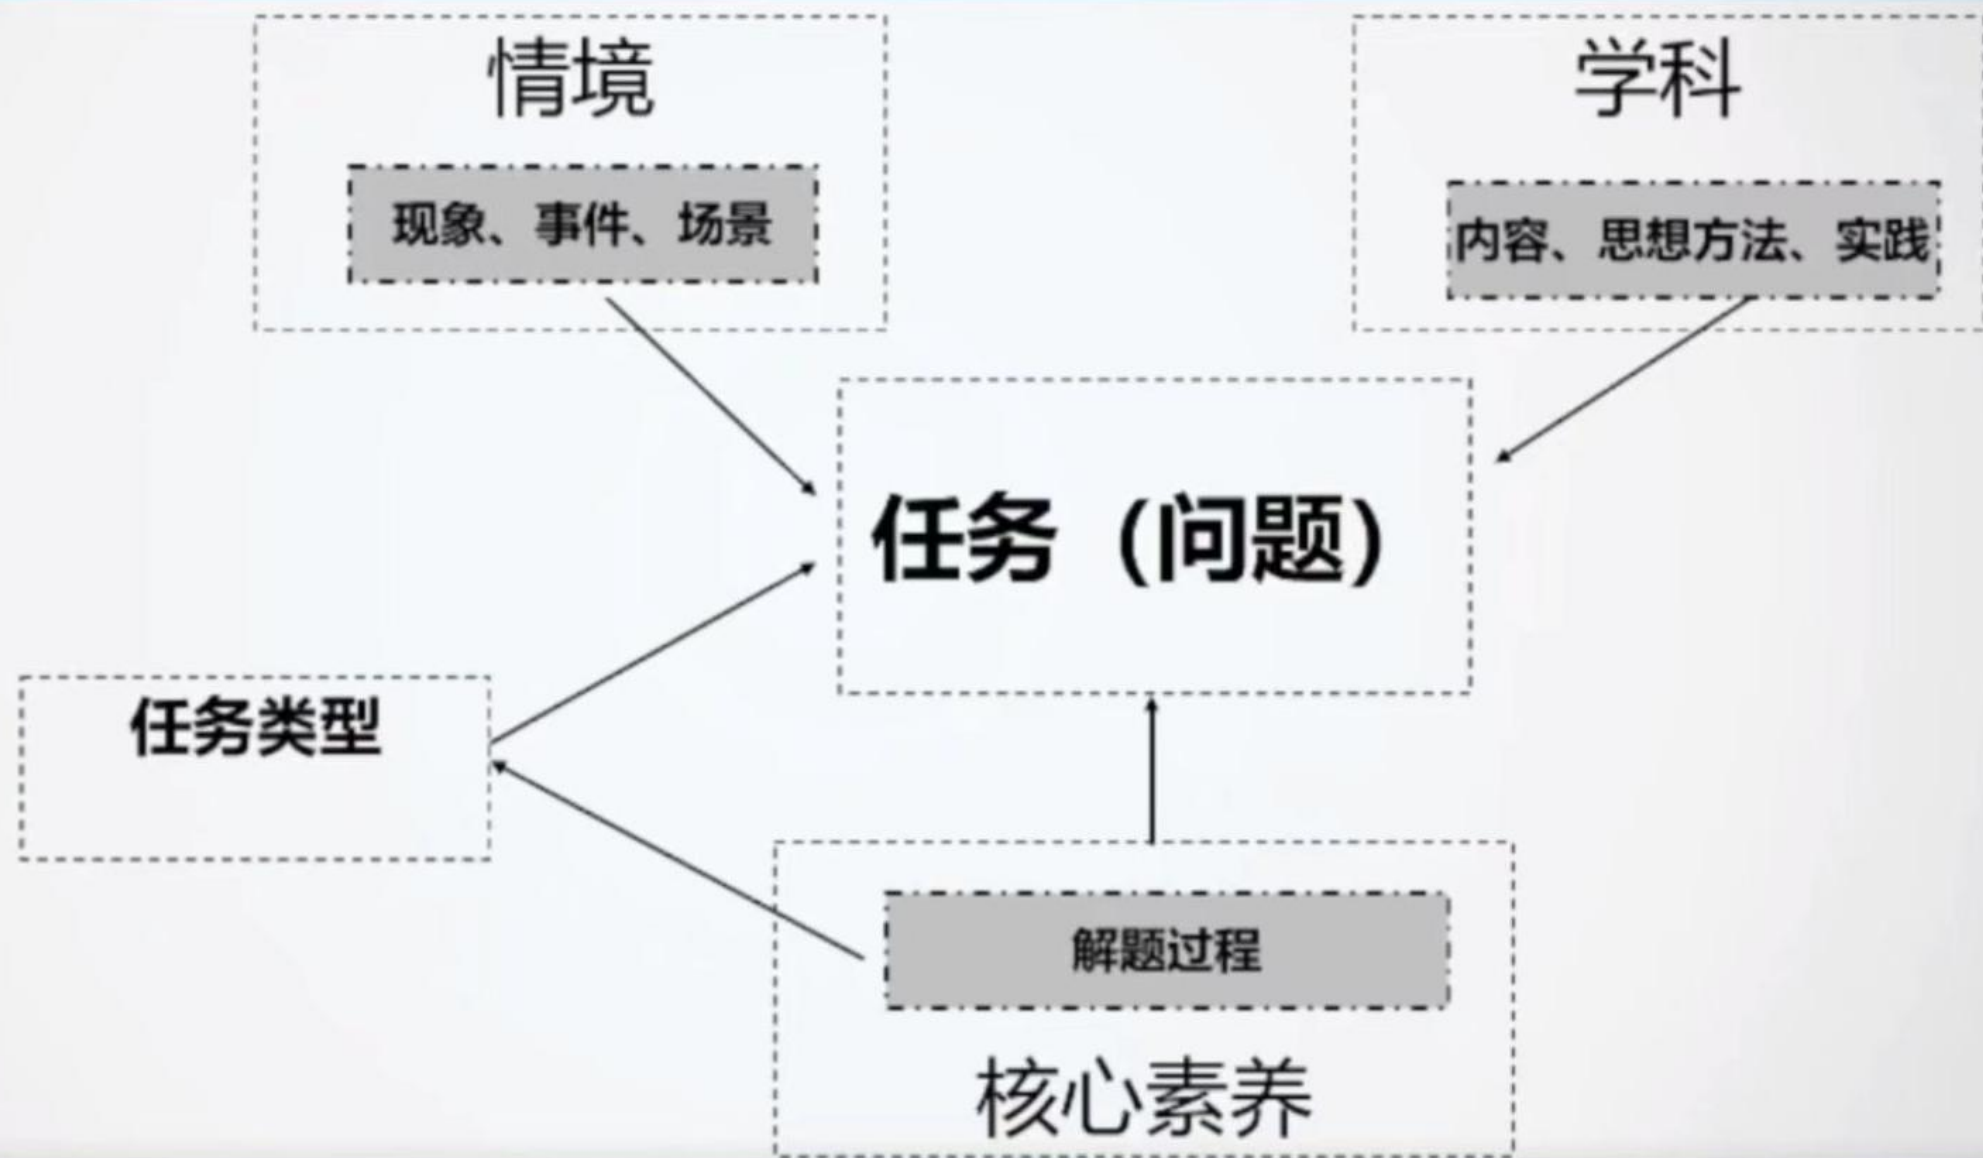 情境
学科
现象、事件、场景
内容、思想方法、实践
任务（问题）
任务类型
解题过程
核心素养